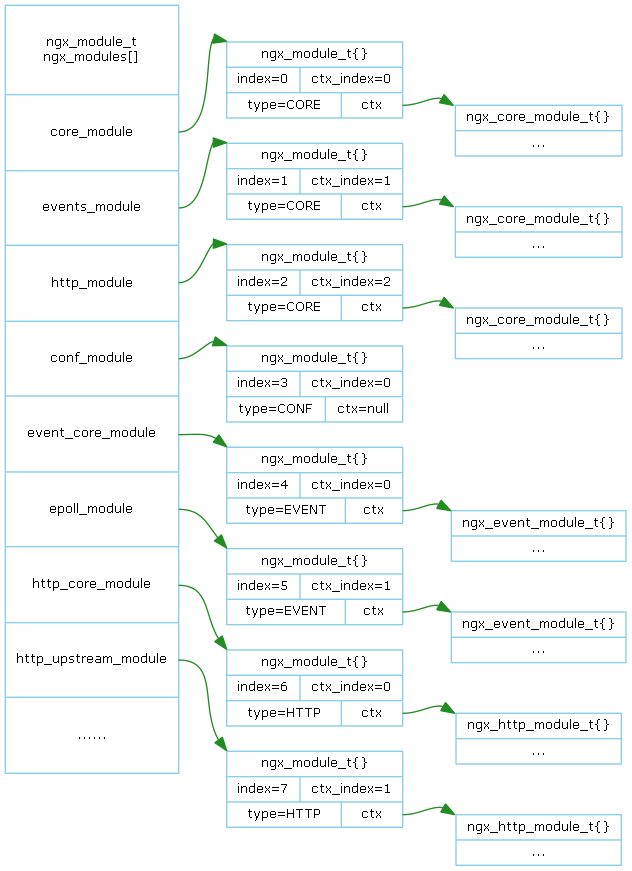 ngx_module_t
ngx_modules[]
core_module
events_module
http_module
conf_module
event_core_module
epoll_module
http_core_module
http_upstream_module
......
ngx_module_t{}
index=0 ctx_index=0
type=CORE ctx
ngx_core_module_t{}
...
ngx_module_t{}
index=1 ctx_index=1
type=CORE ctx
ngx_core_module_t{}
...
ngx_module_t{}
index=2 ctx_index=2
type=CORE ctx
ngx_core_module_t{}
...
ngx_module_t{}
index=3 ctx_index=0
type=CONF ctx=null
ngx_module_t{}
index=4 ctx_index=0
type=EVENT ctx
ngx_event_module_t{}
...
ngx_module_t{}
index=5 ctx_index=1
type=EVENT ctx
ngx_event_module_t{}
...
ngx_module_t{}
index=6 ctx_index=0
type=HTTP ctx
ngx_http_module_t{}
...
ngx_module_t{}
index=7 ctx_index=1
type=HTTP ctx
ngx_http_module_t{}
...